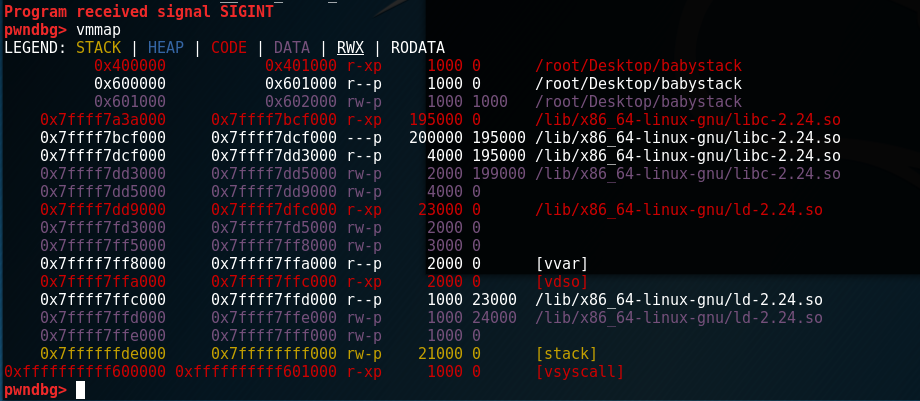 Program received signal SIGINT
pwndbg> vmmap
LEGEND: STACK | HEAP | CODE | DATA | RWX | RODATA
0x400000 0x401000 r-xp 1000 0 /root/Desktop/babystack
0x600000 0x601000 r--p 1000 0 /root/Desktop/babystack
0x601000 0x602000 rw-p 1000 1000 /root/Desktop/babystack
0x7ffff7a3a000 0x7ffff7bcf000 r-xp 195000 0 /lib/x86_64-linux-gnu/libc-2.24.so
0x7ffff7bcf000 0x7ffff7dcf000 ---p 200000 195000 /lib/x86_64-linux-gnu/libc-2.24.so
0x7ffff7dcf000 0x7ffff7dd3000 r--p 4000 195000 /lib/x86_64-linux-gnu/libc-2.24.so
0x7ffff7dd3000 0x7ffff7dd5000 rw-p 2000 199000 /lib/x86_64-linux-gnu/libc-2.24.so
0x7ffff7dd5000 0x7ffff7dd9000 rw-p 4000 0
0x7ffff7dd9000 0x7ffff7dfc000 r-xp 23000 0 /lib/x86_64-linux-gnu/ld-2.24.so
0x7ffff7fd3000 0x7ffff7fd5000 rw-p 2000 0
0x7ffff7ff5000 0x7ffff7ff8000 rw-p 3000 0
0x7ffff7ff8000 0x7ffff7ffa000 r--p 2000 0 [vvar]
0x7ffff7ffa000 0x7ffff7ffc000 r-xp 2000 0 [vdso]
0x7ffff7ffc000 0x7ffff7ffd000 r--p 1000 23000 /lib/x86_64-linux-gnu/ld-2.24.so
0x7ffff7ffd000 0x7ffff7ffe000 rw-p 1000 24000 /lib/x86_64-linux-gnu/ld-2.24.so
0x7ffff7ffe000 0x7ffff7fff000 rw-p 1000 0
0x7ffffffde000 0x7ffffffff000 rw-p 21000 0 [stack]
0xffffffffff600000 0xffffffffff601000 r-xp 1000 0 [vsyscall]
pwndbg>